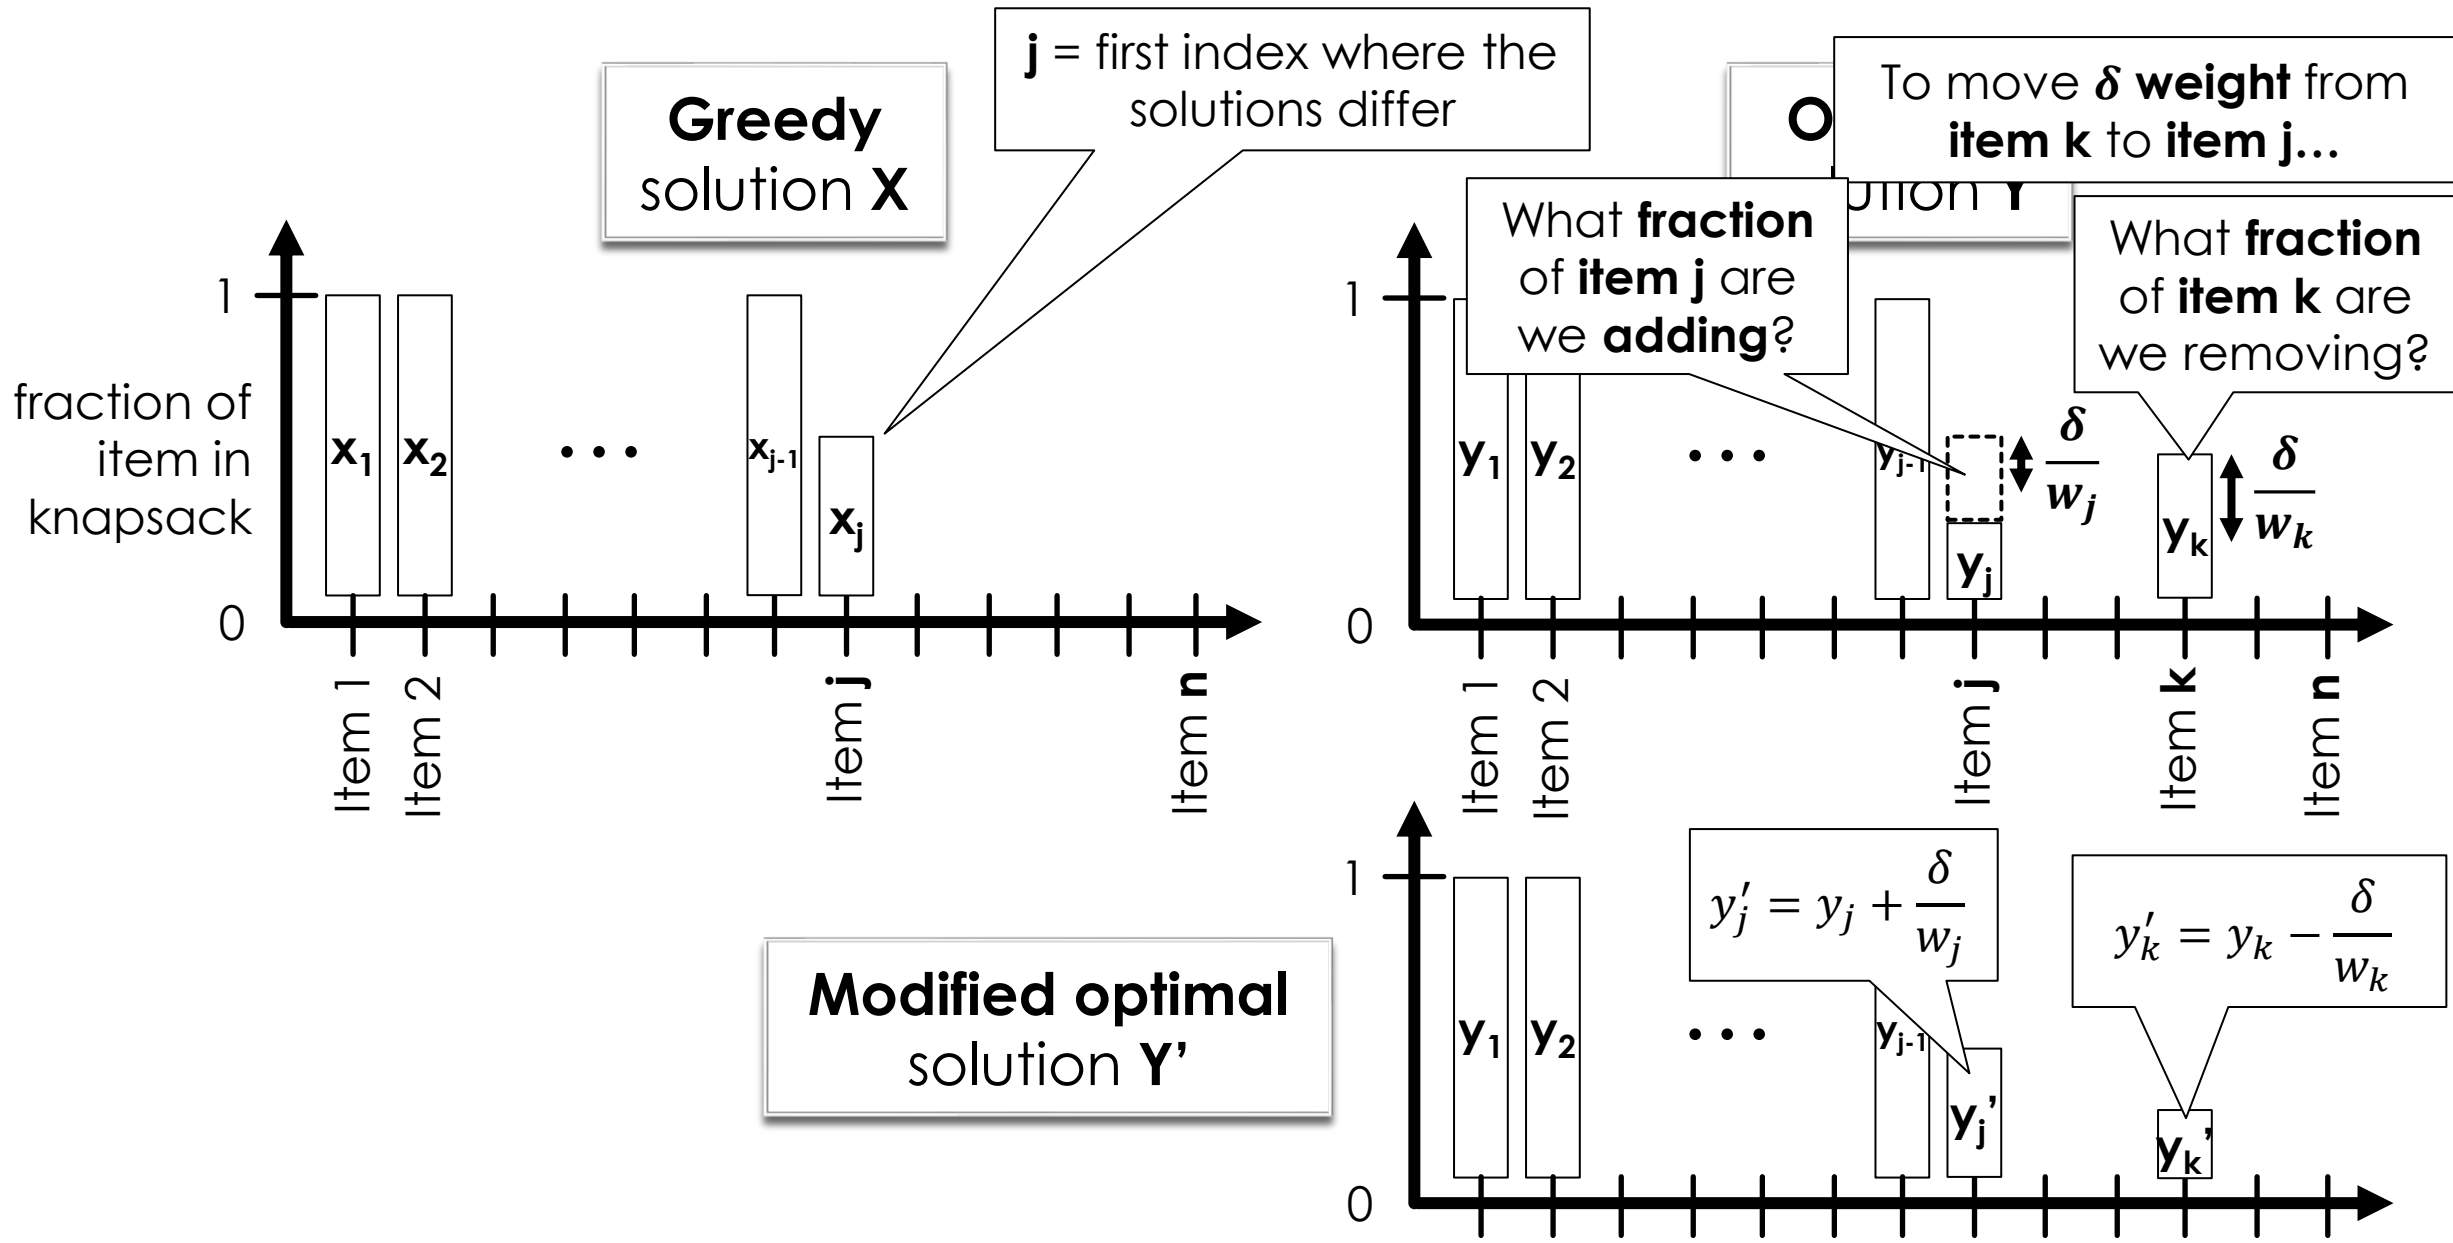 Greedy
solution X
j = first index where the
solutions differ
To move δ weight from
item k to item j...
O
ution Y
What fraction
of item j are
we adding?
What fraction
of item k are
we removing?
fraction of
item in
knapsack
1
0
x₁
x₂
...
xⱼ₋₁
xⱼ
Item 1
Item 2
Item j
Item n
1
0
y₁
y₂
...
yⱼ₋₁
yⱼ
δ
wⱼ
yₖ
δ
wₖ
Item 1
Item 2
Item j
Item k
Item n
Modified optimal
solution Y’
1
0
y₁
y₂
...
yⱼ₋₁
yⱼ’
yₖ’
y′ⱼ = yⱼ + δ/wⱼ
y′ₖ = yₖ − δ/wₖ